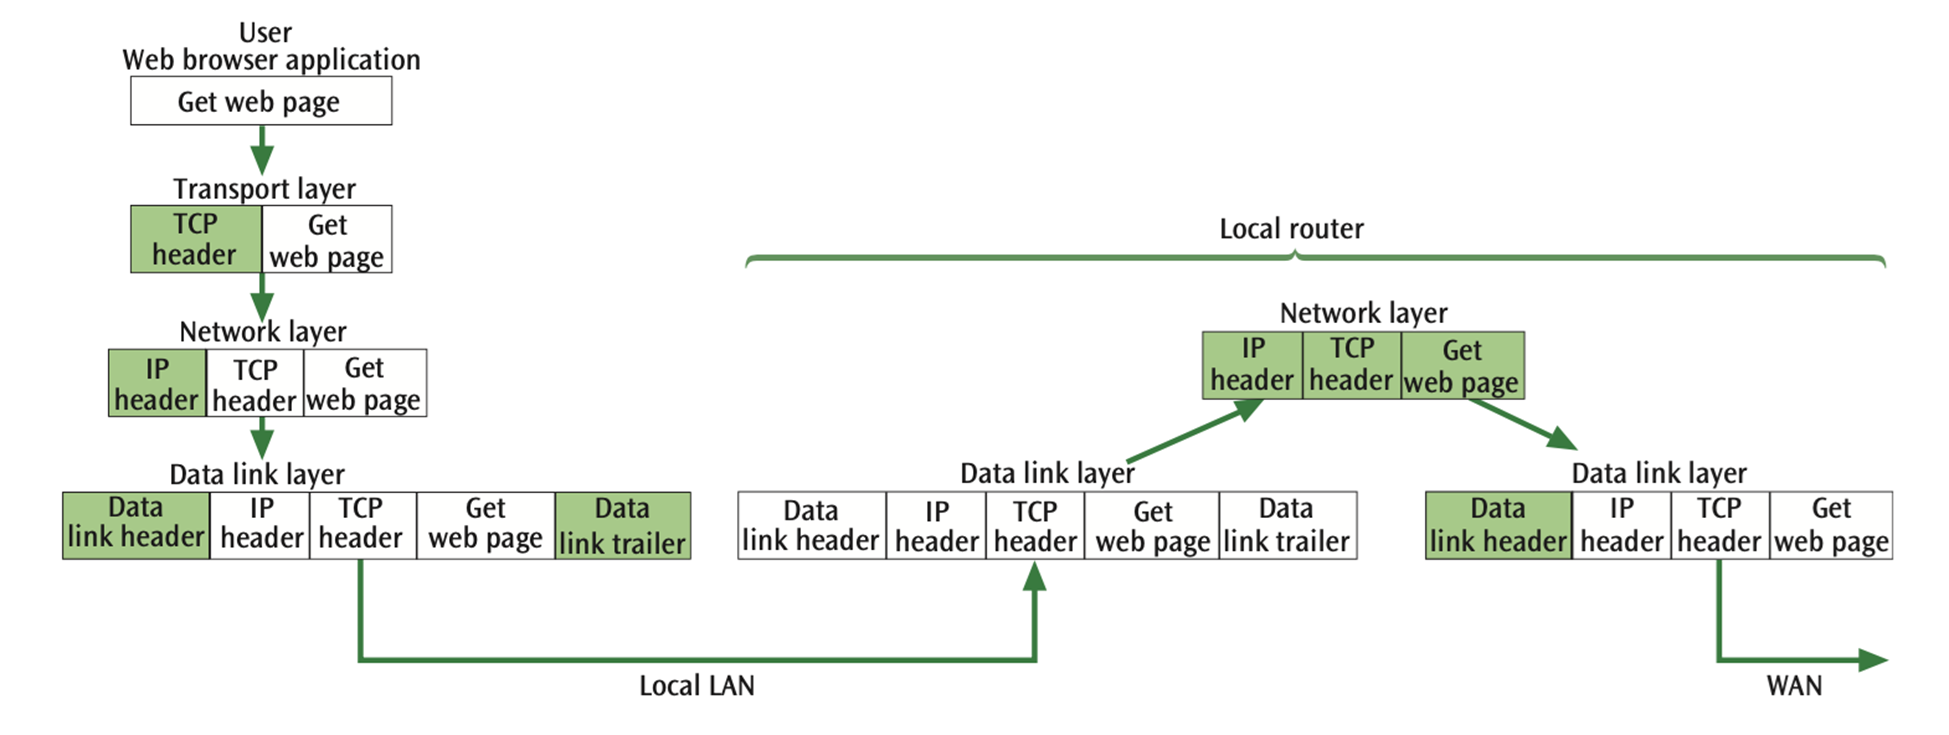 User
Web browser application
Get web page
Transport layer
TCP
header
Get
web page
Network layer
IP
header
TCP
header
Get
web page
Data link layer
Data
link header
IP
header
TCP
header
Get
web page
Data
link trailer
Local LAN
Local router
Data link layer
Data
link header
IP
header
TCP
header
Get
web page
Data
link trailer
Network layer
IP
header
TCP
header
Get
web page
Data link layer
Data
link header
IP
header
TCP
header
Get
web page
WAN